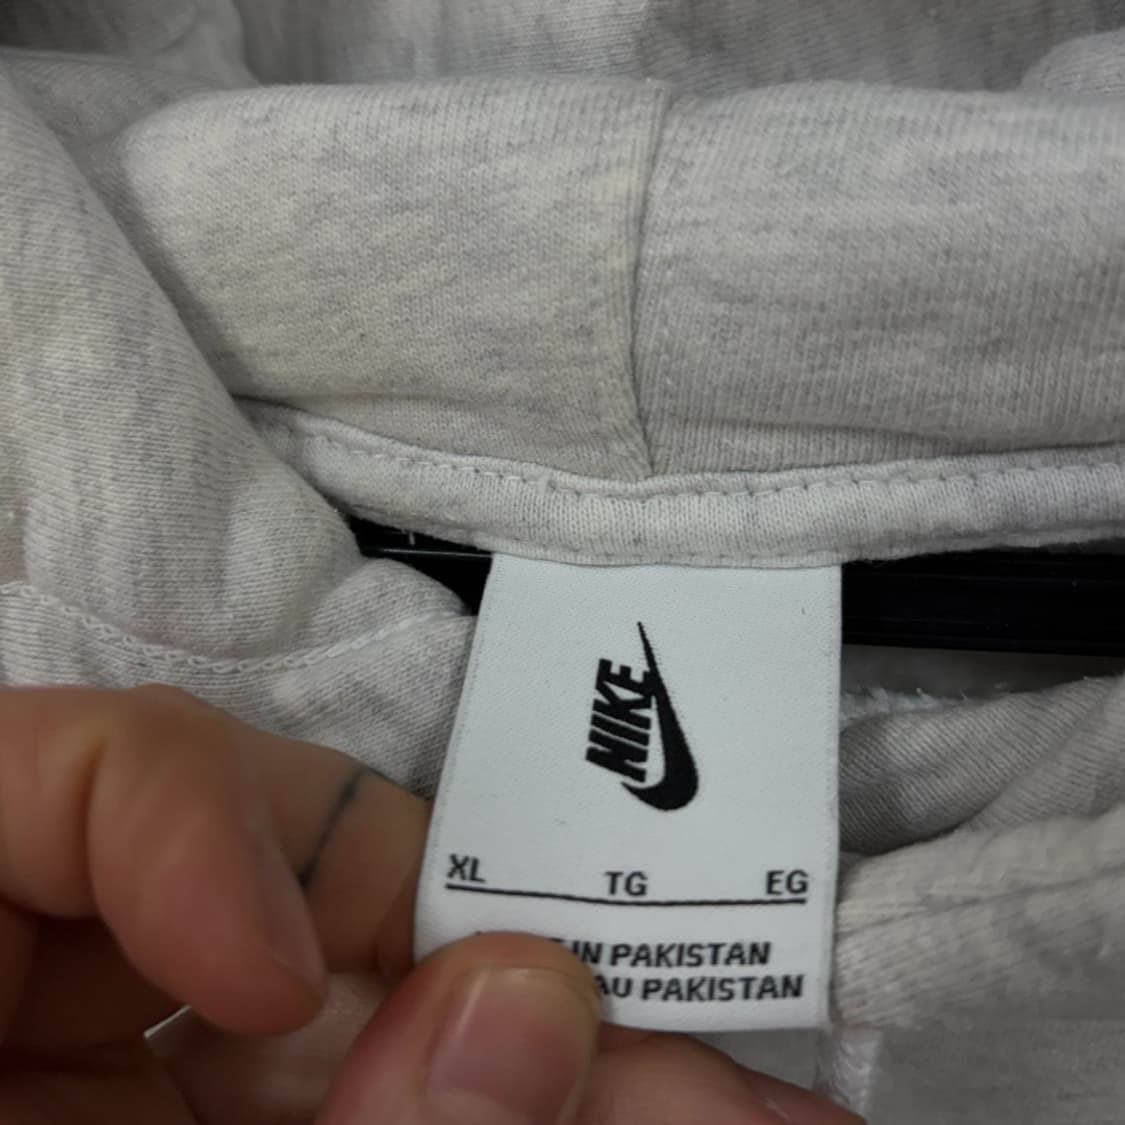 NIKE
XL TG EG
IN PAKISTAN
AU PAKISTAN